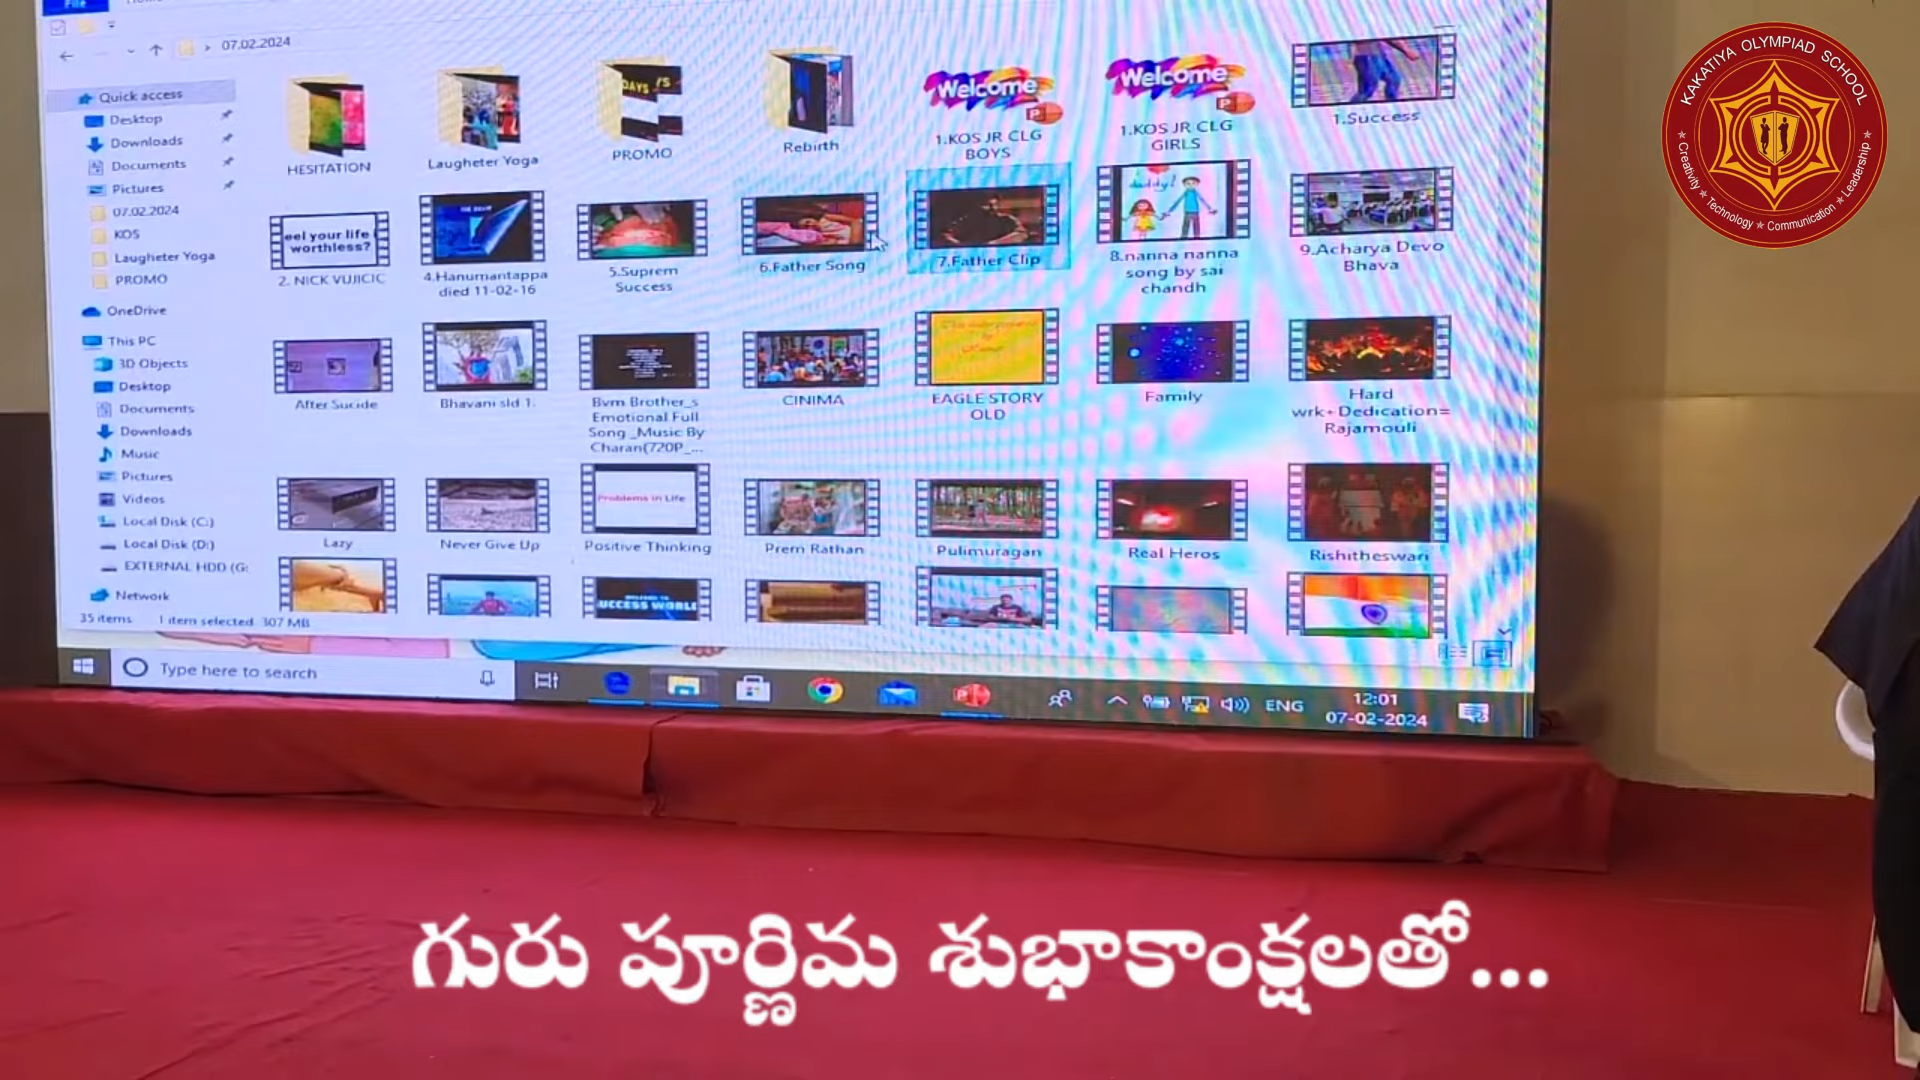 File
07.02.2024
Quick access
Desktop
Downloads
Documents
Pictures
07.02.2024
KOS
Laugheter Yoga
PROMO
OneDrive
This PC
3D Objects
Desktop
Documents
Downloads
Music
Pictures
Videos
Local Disk (C:)
Local Disk (D:)
EXTERNAL HDD (G:
Network
35 items 1 item selected 307 MB
HESITATION
Laugheter Yoga
DAYS
PROMO
Rebirth
Welcome
1.KOS JR CLG
BOYS
Welcome
1.KOS JR CLG
GIRLS
1.Success
eel your life
worthless?
2. NICK VUJICIC
4.Hanumantappa
died 11-02-16
5.Suprem
Success
6.Father Song
7.Father Clip
daddy!
8.nanna nanna
song by sai
chandh
9.Acharya Devo
Bhava
After Sucide
Bhavani sld 1.
Bvm Brother_s
Emotional Full
Song _Music By
Charan(720P_...
CINIMA
EAGLE STORY
OLD
Family
Hard
wrk+ Dedication=
Rajamouli
Lazy
Never Give Up
Problems in Life
Positive Thinking
Prem Rathan
Pulimuragan
Real Heros
Rishitheswari
UCCESS WORLD
Type here to search
ENG
12:01
07-02-2024
KAKATIYA OLYMPIAD SCHOOL
★ Creativity ★ Technology ★ Communication ★ Leadership ★
గురు పూర్ణిమ శుభాకాంక్షలతో...